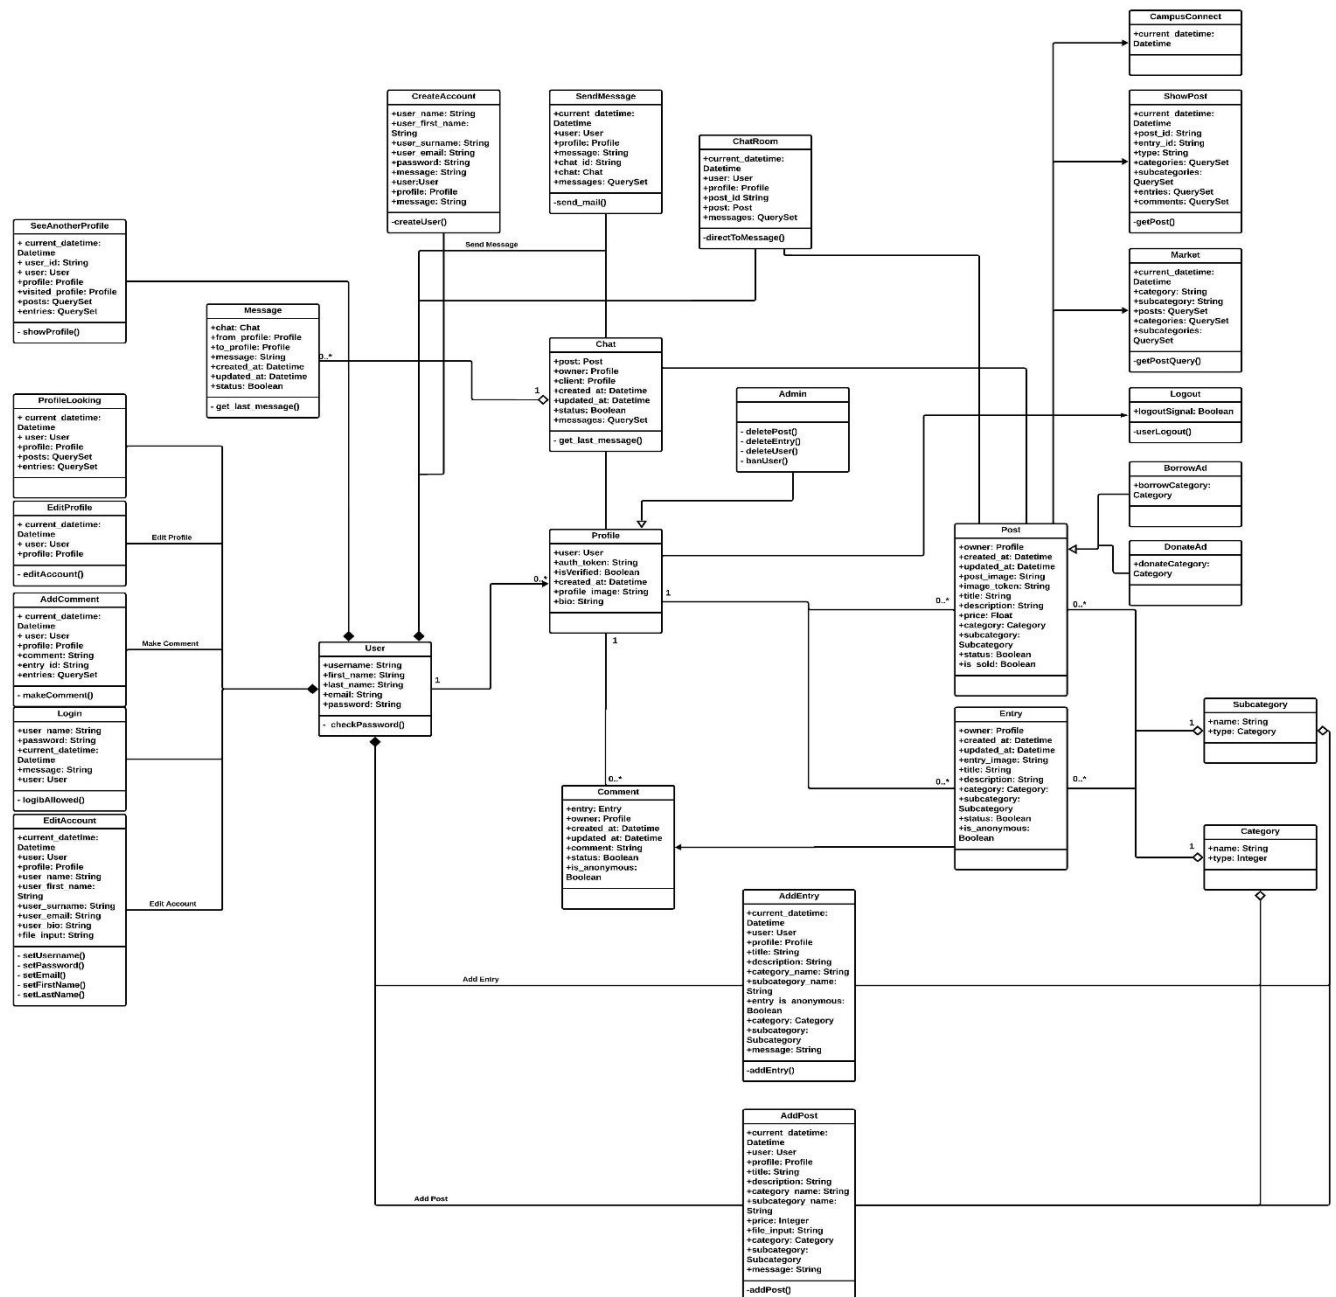 CampusConnect
+current_datetime:
Datetime
CreateAccount
+user_name: String
+user_first_name:
String
+user_surname: String
+user_email: String
+password: String
+message: String
+user:User
+profile: Profile
+message: String
-createUser()
SendMessage
+current_datetime:
Datetime
+user: User
+profile: Profile
+message: String
+chat_id: String
+chat: Chat
+messages: QuerySet
-send_mail()
ShowPost
+current_datetime:
Datetime
+post_id: String
+entry_id: String
+type: String
+categories: QuerySet
+subcategories:
QuerySet
+entries: QuerySet
+comments: QuerySet
-getPost()
ChatRoom
+current_datetime:
Datetime
+user: User
+profile: Profile
+post_id String
+post: Post
+messages: QuerySet
-directToMessage()
SeeAnotherProfile
+ current_datetime:
Datetime
+ user_id: String
+ user: User
+profile: Profile
+visited_profile: Profile
+posts: QuerySet
+entries: QuerySet
- showProfile()
Send Message
Market
+current_datetime:
Datetime
+category: String
+subcategory: String
+posts: QuerySet
+categories: QuerySet
+subcategories:
QuerySet
-getPostQuery()
Message
+chat: Chat
+from_profile: Profile
+to_profile: Profile
+message: String
+created_at: Datetime
+updated_at: Datetime
+status: Boolean
- get_last_message()
0..*
1
Chat
+post: Post
+owner: Profile
+client: Profile
+created_at: Datetime
+updated_at: Datetime
+status: Boolean
+messages: QuerySet
- get_last_message()
Admin
- deletePost()
- deleteEntry()
- deleteUser()
- banUser()
Logout
+logoutSignal: Boolean
-userLogout()
ProfileLooking
+ current_datetime:
Datetime
+ user: User
+profile: Profile
+posts: QuerySet
+entries: QuerySet
BorrowAd
+borrowCategory:
Category
EditProfile
+ current_datetime:
Datetime
+ user: User
+profile: Profile
- editAccount()
Edit Profile
Profile
+user: User
+auth_token: String
+isVerified: Boolean
+created_at: Datetime
+profile_image: String
+bio: String
0..*
1
1
Post
+owner: Profile
+created_at: Datetime
+updated_at: Datetime
+post_image: String
+image_token: String
+title: String
+description: String
+price: Float
+category: Category
+subcategory:
Subcategory
+status: Boolean
+is_sold: Boolean
0..*
0..*
DonateAd
+donateCategory:
Category
AddComment
+ current_datetime:
Datetime
+ user: User
+profile: Profile
+comment: String
+entry_id: String
+entries: QuerySet
- makeComment()
Make Comment
User
+username: String
+first_name: String
+last_name: String
+email: String
+password: String
- checkPassword()
1
Login
+user_name: String
+password: String
+current_datetime:
Datetime
+message: String
+user: User
- logibAllowed()
Entry
+owner: Profile
+created_at: Datetime
+updated_at: Datetime
+entry_image: String
+title: String
+description: String
+category: Category:
+subcategory:
Subcategory
+status: Boolean
+is_anonymous:
Boolean
0..*
0..*
1
Subcategory
+name: String
+type: Category
0..*
Comment
+entry: Entry
+owner: Profile
+created_at: Datetime
+updated_at: Datetime
+comment: String
+status: Boolean
+is_anonymous:
Boolean
1
Category
+name: String
+type: Integer
EditAccount
+current_datetime:
Datetime
+user: User
+profile: Profile
+user_name: String
+user_first_name:
String
+user_surname: String
+user_email: String
+user_bio: String
+file_input: String
- setUsername()
- setPassword()
- setEmail()
- setFirstName()
- setLastName()
Edit Account
AddEntry
+current_datetime:
Datetime
+user: User
+profile: Profile
+title: String
+description: String
+category_name: String
+subcategory_name:
String
+entry_is_anonymous:
Boolean
+category: Category
+subcategory:
Subcategory
+message: String
-addEntry()
Add Entry
AddPost
+current_datetime:
Datetime
+user: User
+profile: Profile
+title: String
+description: String
+category_name: String
+subcategory_name:
String
+price: Integer
+file_input: String
+category: Category
+subcategory:
Subcategory
+message: String
-addPost()
Add Post